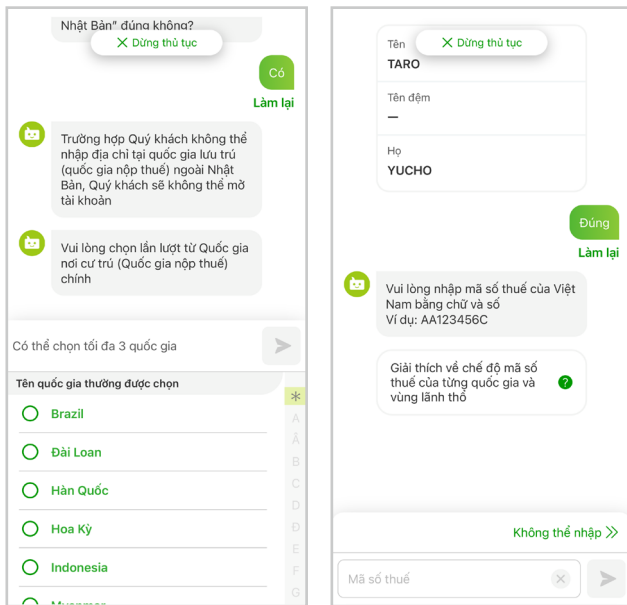 Nhật Bản" đúng không?
Dừng thủ tục
Có
Làm lại
Trường hợp Quý khách không thể
nhập địa chỉ tại quốc gia lưu trú
(quốc gia nộp thuế) ngoài Nhật
Bản, Quý khách sẽ không thể mở
tài khoản
Vui lòng chọn lần lượt từ Quốc gia
nơi cư trú (Quốc gia nộp thuế)
chính
Có thể chọn tối đa 3 quốc gia
Tên quốc gia thường được chọn
Brazil
Đài Loan
Hàn Quốc
Hoa Kỳ
Indonesia
Myanmar
*
A
Â
B
C
D
Đ
E
F
G
Tên
Dừng thủ tục
TARO
Tên đệm
—
Họ
YUCHO
Đúng
Làm lại
Vui lòng nhập mã số thuế của Việt
Nam bằng chữ và số
Ví dụ: AA123456C
Giải thích về chế độ mã số
thuế của từng quốc gia và
vùng lãnh thổ
?
Không thể nhập
Mã số thuế